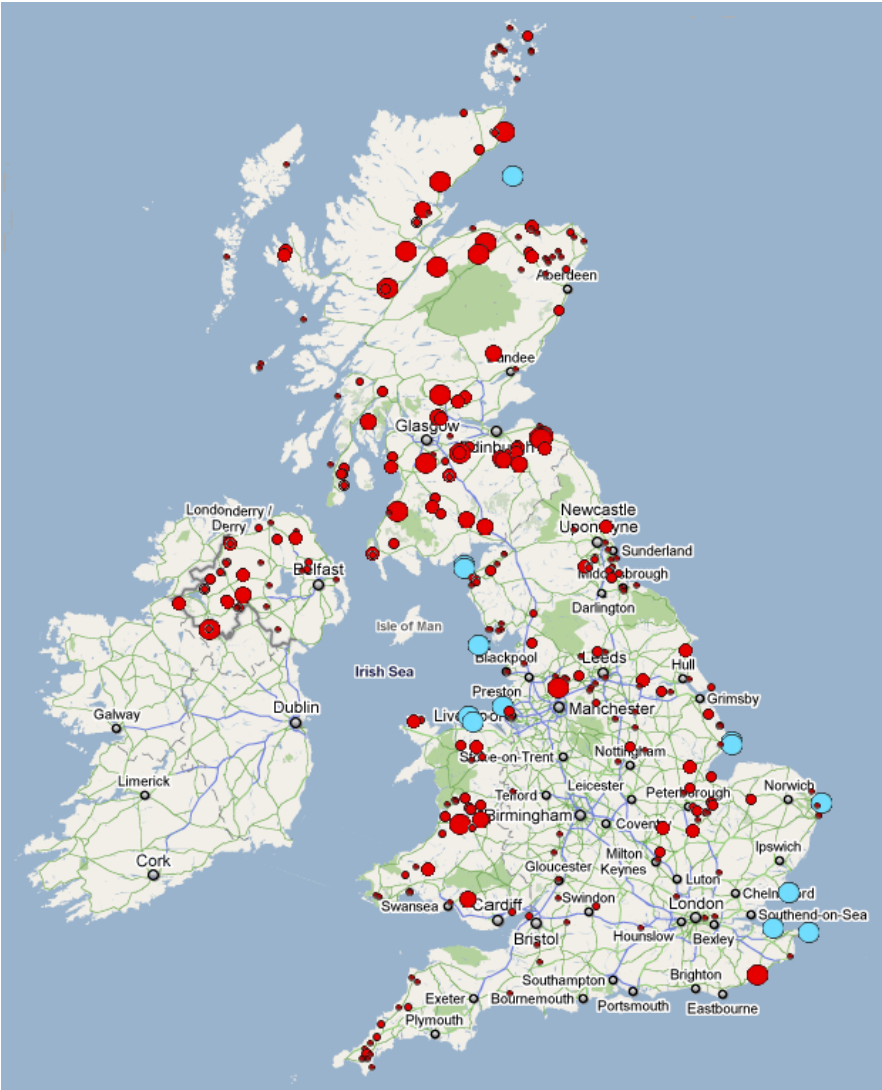 Aberdeen
Dundee
Glasgow
Edinburgh
Londonderry /
Derry
Newcastle
Upon Tyne
Sunderland
Belfast
Middlesbrough
Darlington
Isle of Man
Irish Sea
Blackpool
Leeds
Hull
Preston
Grimsby
Galway
Dublin
Liverpool
Manchester
Stoke-on-Trent
Nottingham
Limerick
Telford
Leicester
Peterborough
Norwich
Birmingham
Coventry
Cork
Milton
Keynes
Ipswich
Gloucester
Luton
Chelmsford
Swansea
Cardiff
Swindon
London
Southend-on-Sea
Bristol
Hounslow
Bexley
Southampton
Brighton
Exeter
Bournemouth
Portsmouth
Eastbourne
Plymouth